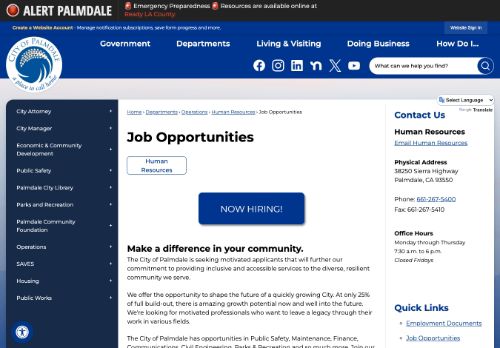 ALERT PALMDALE
🚨 Emergency Preparedness 🚨 Resources are available online at
Ready LA County.
Create a Website Account - Manage notification subscriptions, save form progress and more.
Website Sign In
CITY OF PALMDALE
a place to call home
Government
Departments
Living & Visiting
Doing Business
How Do I...
What can we help you find?
Select Language
Google Translate
City Attorney
City Manager
Economic & Community
Development
Public Safety
Palmdale City Library
Parks and Recreation
Palmdale Community
Foundation
Operations
SAVES
Housing
Public Works
Home › Departments › Operations › Human Resources › Job Opportunities
Job Opportunities
Human
Resources
NOW HIRING!
Make a difference in your community.
The City of Palmdale is seeking motivated applicants that will further our
commitment to providing inclusive and accessible services to the diverse, resilient
community we serve.
We offer the opportunity to shape the future of a quickly growing City. At only 25%
of full build-out, there is amazing growth potential now and well into the future.
We're looking for motivated professionals who want to leave a legacy through their
work in various fields.
The City of Palmdale has opportunities in Public Safety, Maintenance, Finance,
Communications, Civil Engineering, Parks & Recreation and so much more. Join our
Contact Us
Human Resources
Email Human Resources
Physical Address
38250 Sierra Highway
Palmdale, CA 93550
Phone: 661-267-5400
Fax: 661-267-5410
Office Hours
Monday through Thursday
7:30 a.m. to 6 p.m.
Closed Fridays
Quick Links
Employment Documents
Job Opportunities